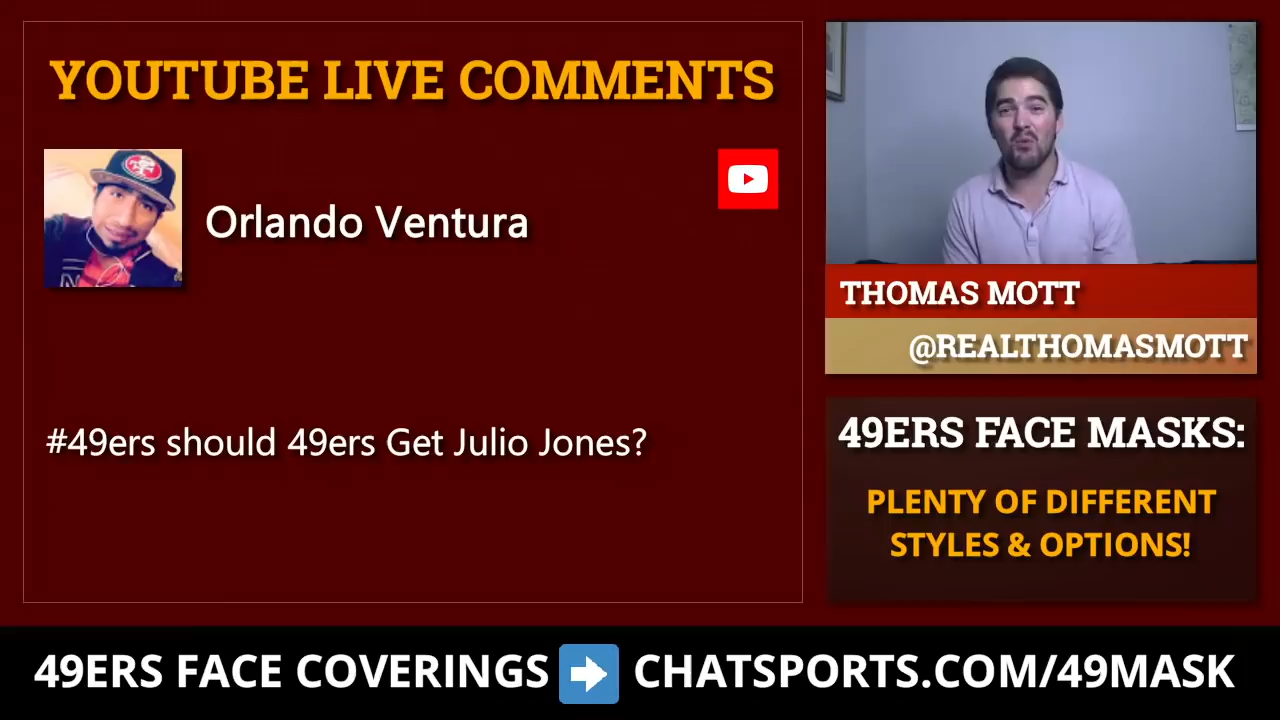 YOUTUBE LIVE COMMENTS
Orlando Ventura
#49ers should 49ers Get Julio Jones?
THOMAS MOTT
@REALTHOMASMOTT
49ERS FACE MASKS:
PLENTY OF DIFFERENT
STYLES & OPTIONS!
49ERS FACE COVERINGS ➡ CHATSPORTS.COM/49MASK